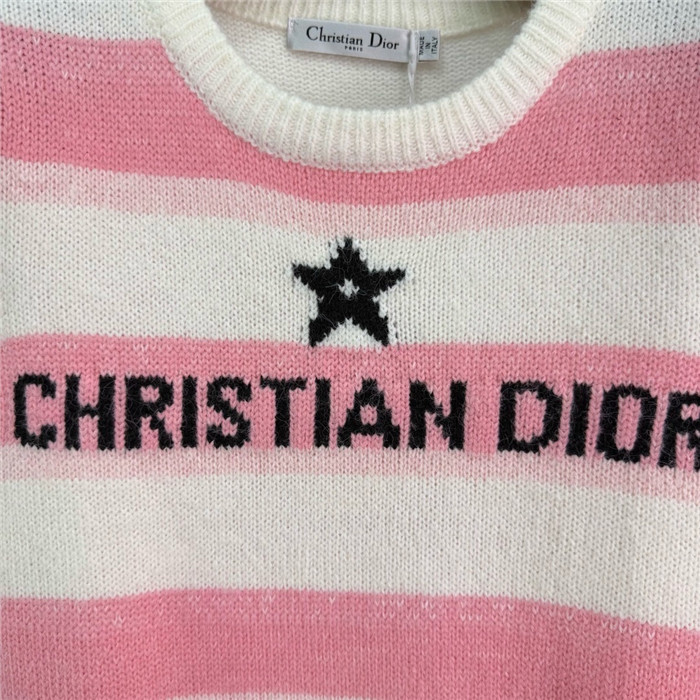 Christian Dior
PARIS
MADE
IN
ITALY
CHRISTIAN DIOR